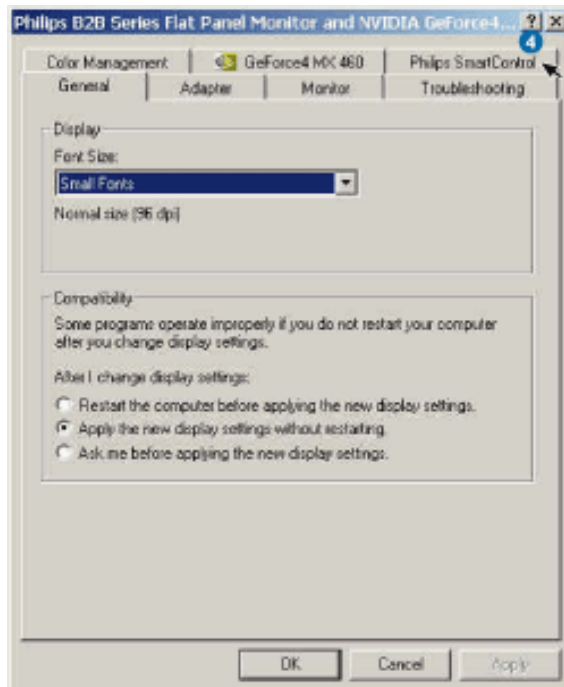 Philips B2B Series Flat Panel Monitor and NVIDIA GeForce4... ? X
4
Color Management GeForce4 MX 460 Philips SmartControl
General Adapter Monitor Troubleshooting
Display
Font Size:
Small Fonts
Normal size (96 dpi)
Compatibility
Some programs operate improperly if you do not restart your computer
after you change display settings.
After I change display settings:
Restart the computer before applying the new display settings.
Apply the new display settings without restarting.
Ask me before applying the new display settings.
OK Cancel Apply